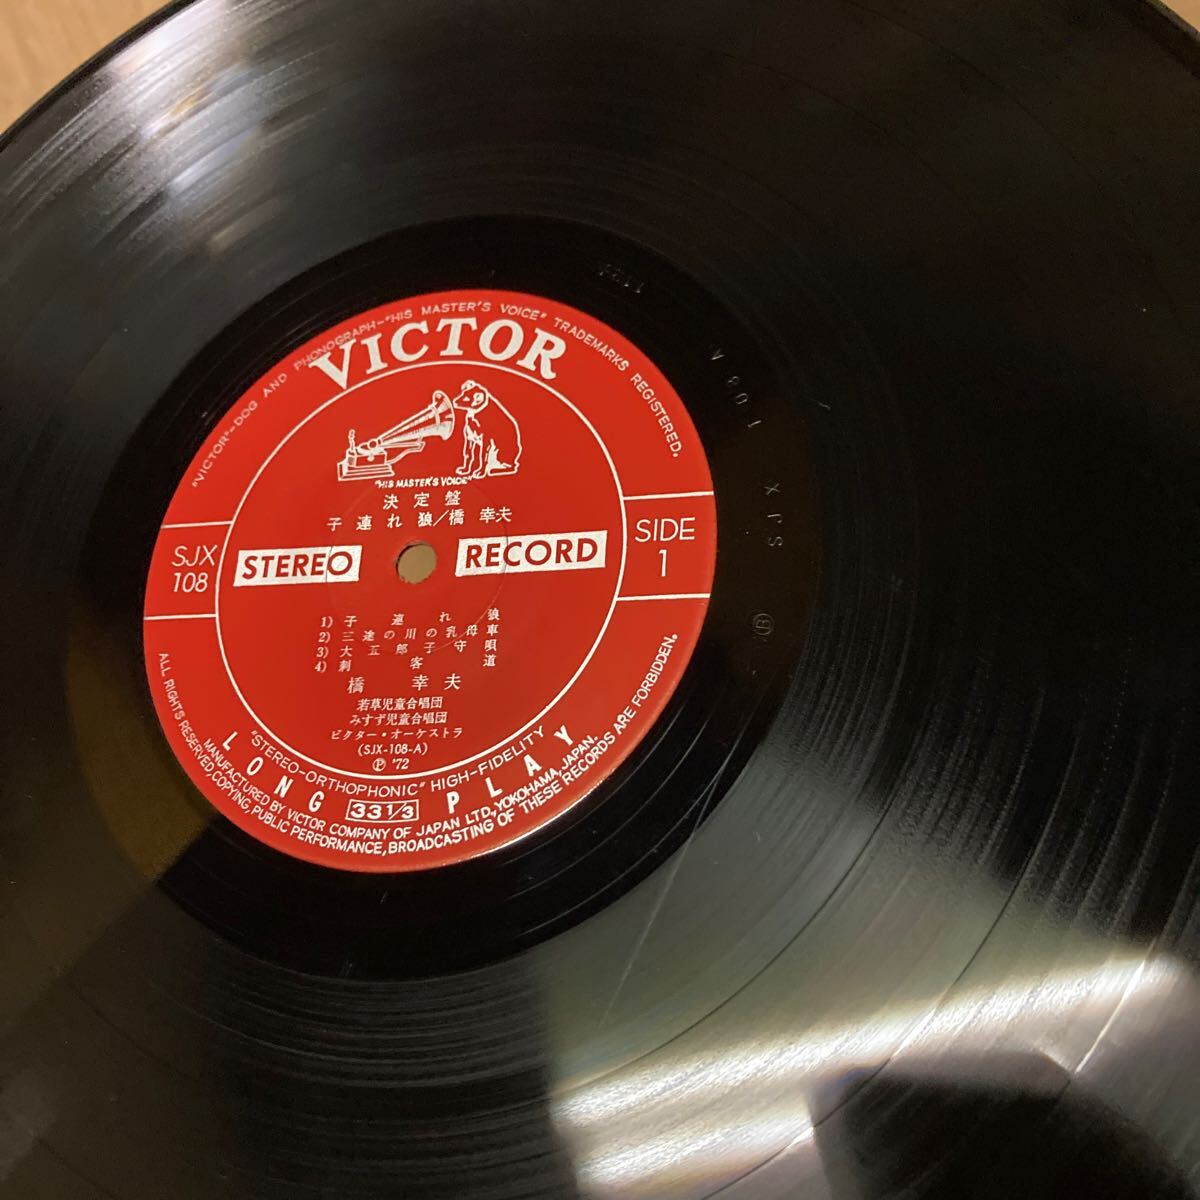 "VICTOR"-DOG AND PHONOGRAPH-"HIS MASTER'S VOICE" TRADEMARKS REGISTERED.
VICTOR
"HIS MASTER'S VOICE"
決定盤
子連れ狼/橋 幸夫
SJX
108
STEREO RECORD
SIDE
1
1) 子連れ狼
2) 三途の川の乳母車
3) 大五郎子守唄
4) 刺客道
橋 幸夫
若草児童合唱団
みすず児童合唱団
ビクター・オーケストラ
(SJX-108-A)
Ⓟ '72
"STEREO-ORTHOPHONIC" HIGH-FIDELITY
LONG 33 1/3 PLAY
MANUFACTURED BY VICTOR COMPANY OF JAPAN LTD., YOKOHAMA, JAPAN.
ALL RIGHTS RESERVED, COPYING, PUBLIC PERFORMANCE, BROADCASTING OF THESE RECORDS ARE FORBIDDEN.